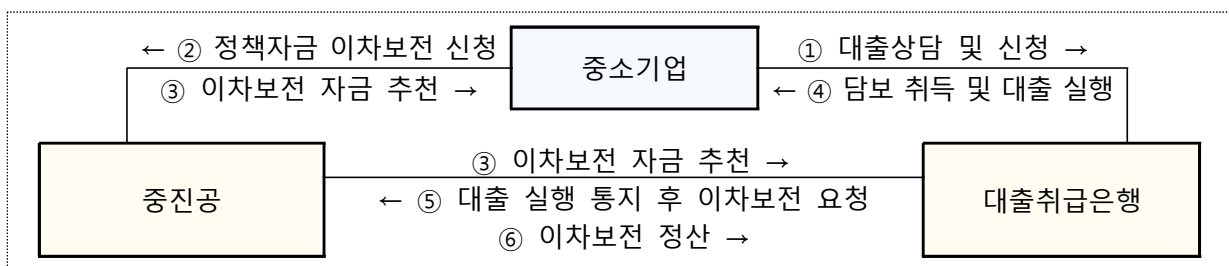 ← ② 정책자금 이차보전 신청
③ 이차보전 자금 추천 →
중소기업
① 대출상담 및 신청 →
← ④ 담보 취득 및 대출 실행
중진공
③ 이차보전 자금 추천 →
← ⑤ 대출 실행 통지 후 이차보전 요청
⑥ 이차보전 정산 →
대출취급은행